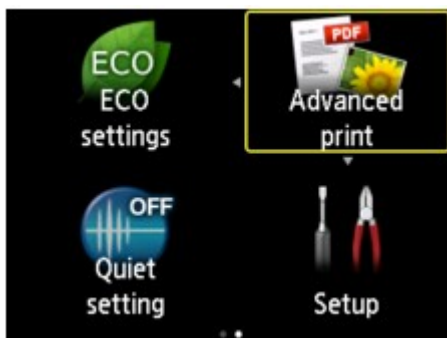 ECO
ECO
settings
PDF
Advanced
print
OFF
Quiet
setting
Setup